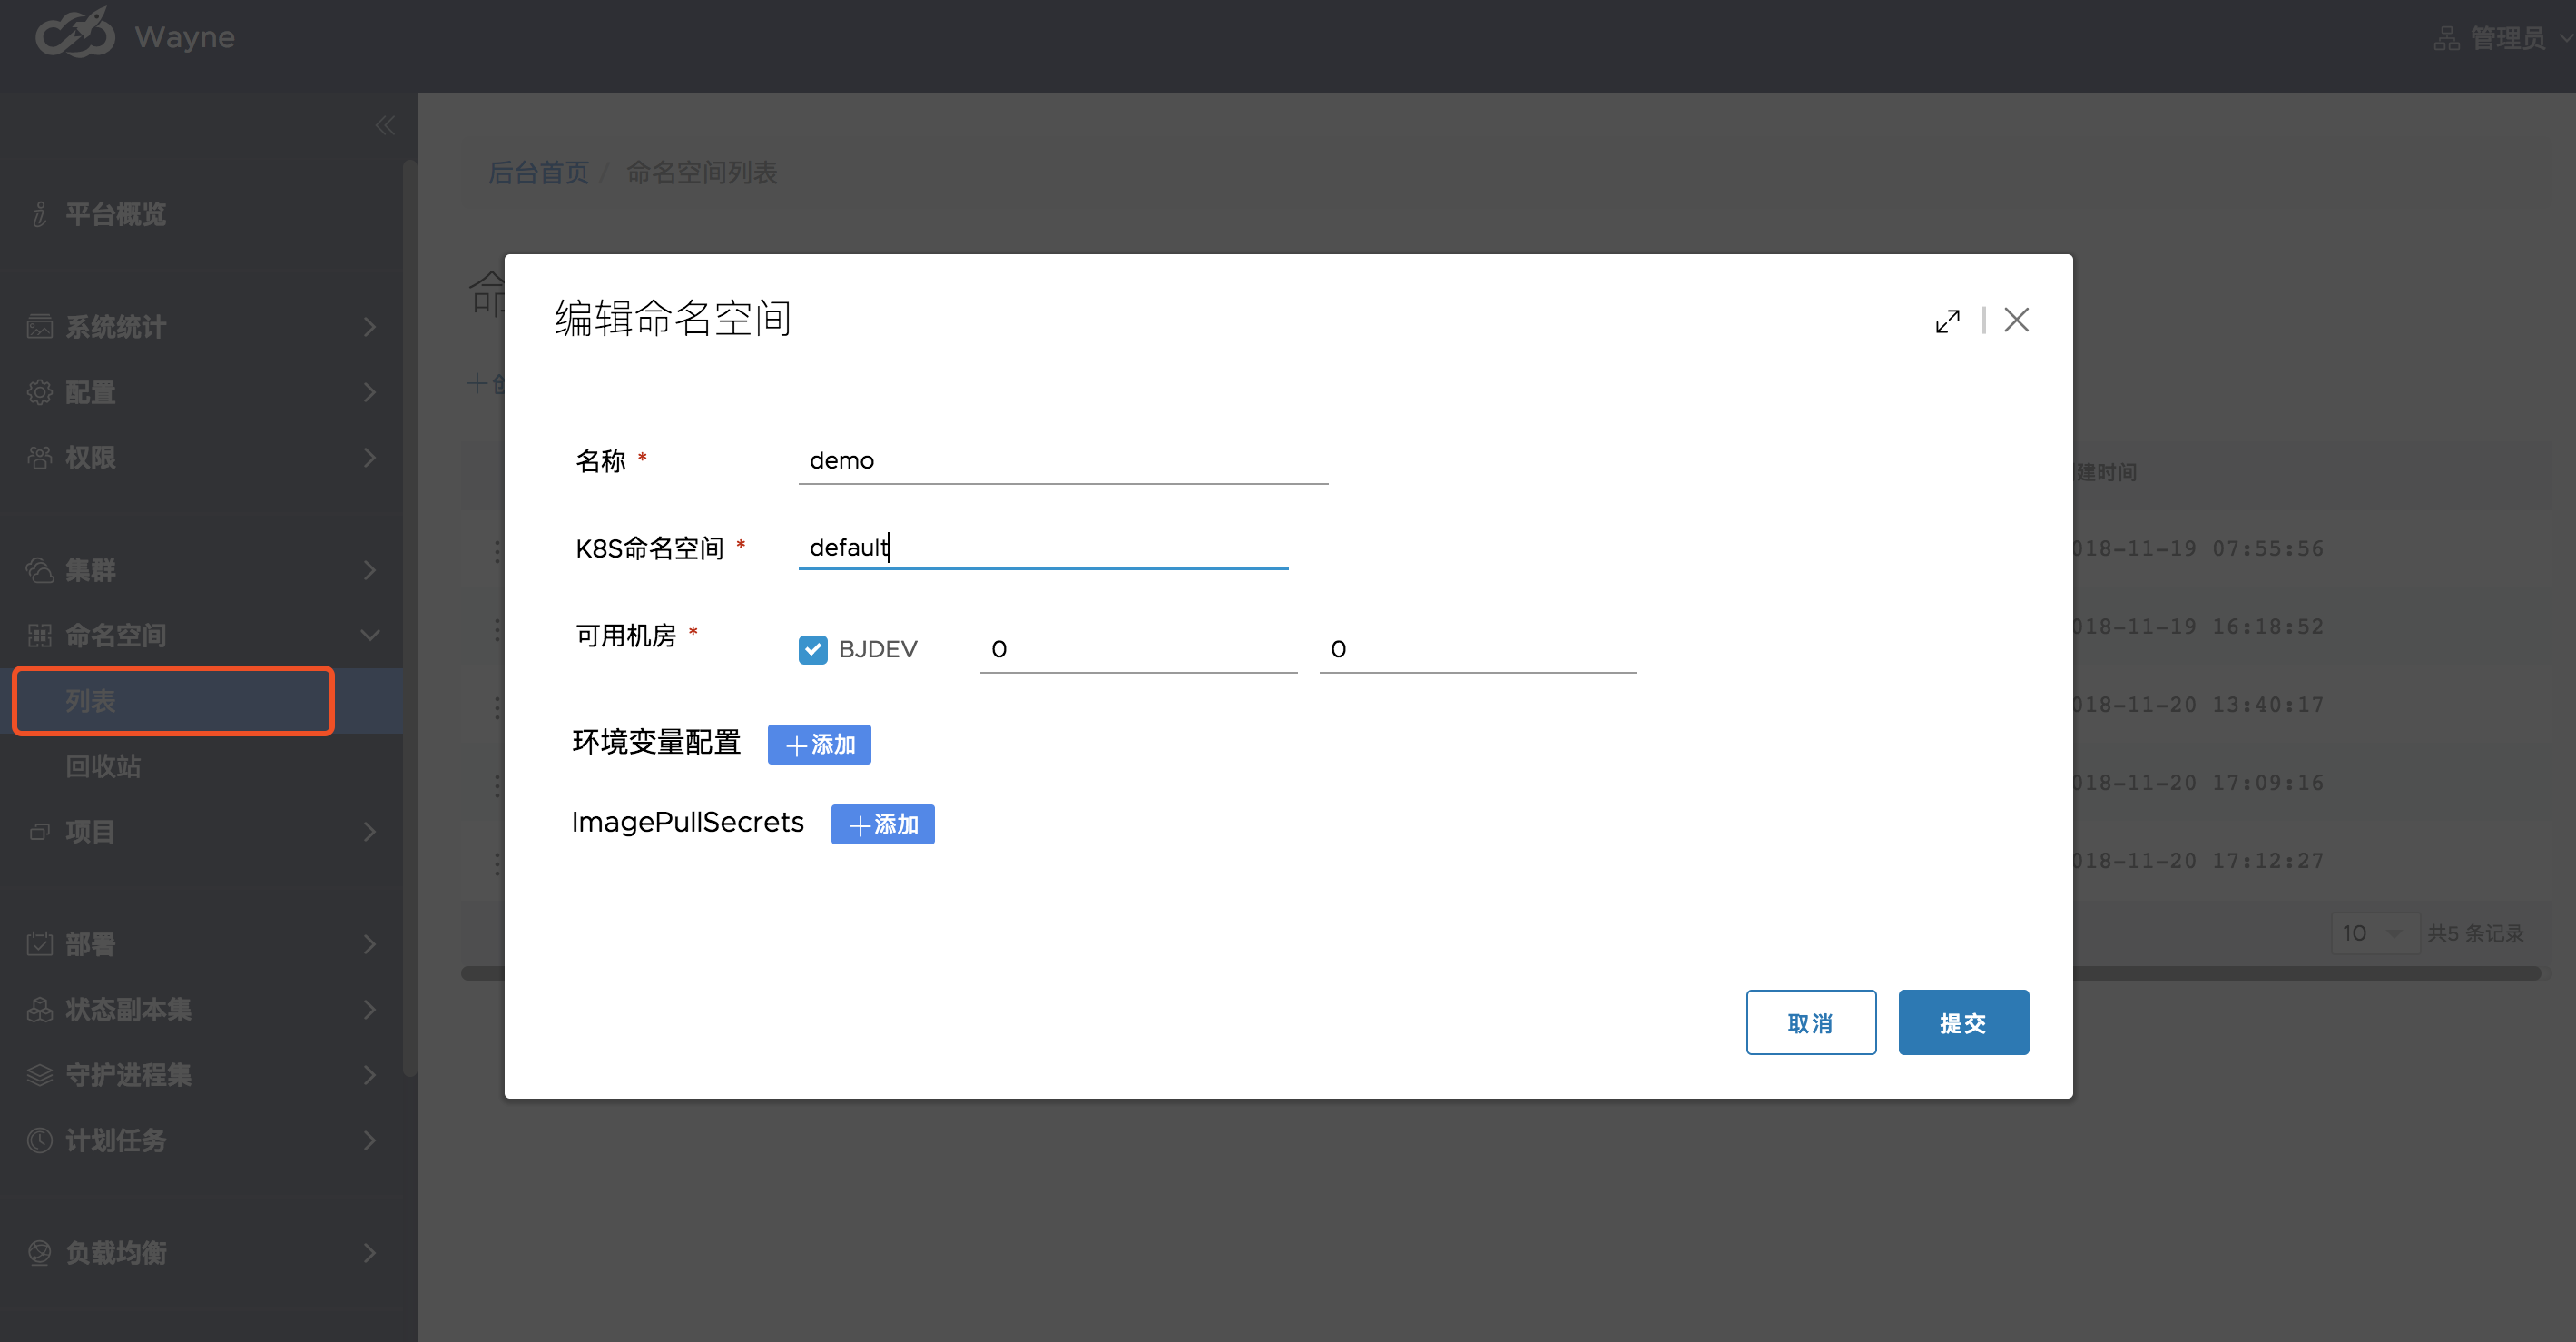 Wayne
管理员
后台首页 / 命名空间列表
平台概览
系统统计
配置
权限
集群
命名空间
列表
回收站
项目
部署
状态副本集
守护进程集
计划任务
负载均衡
命
建时间
018-11-19 07:55:56
018-11-19 16:18:52
018-11-20 13:40:17
018-11-20 17:09:16
018-11-20 17:12:27
10 共5 条记录
编辑命名空间
名称 * demo
K8S命名空间 * default
可用机房 * BJDEV 0 0
环境变量配置 +添加
ImagePullSecrets +添加
取消 提交